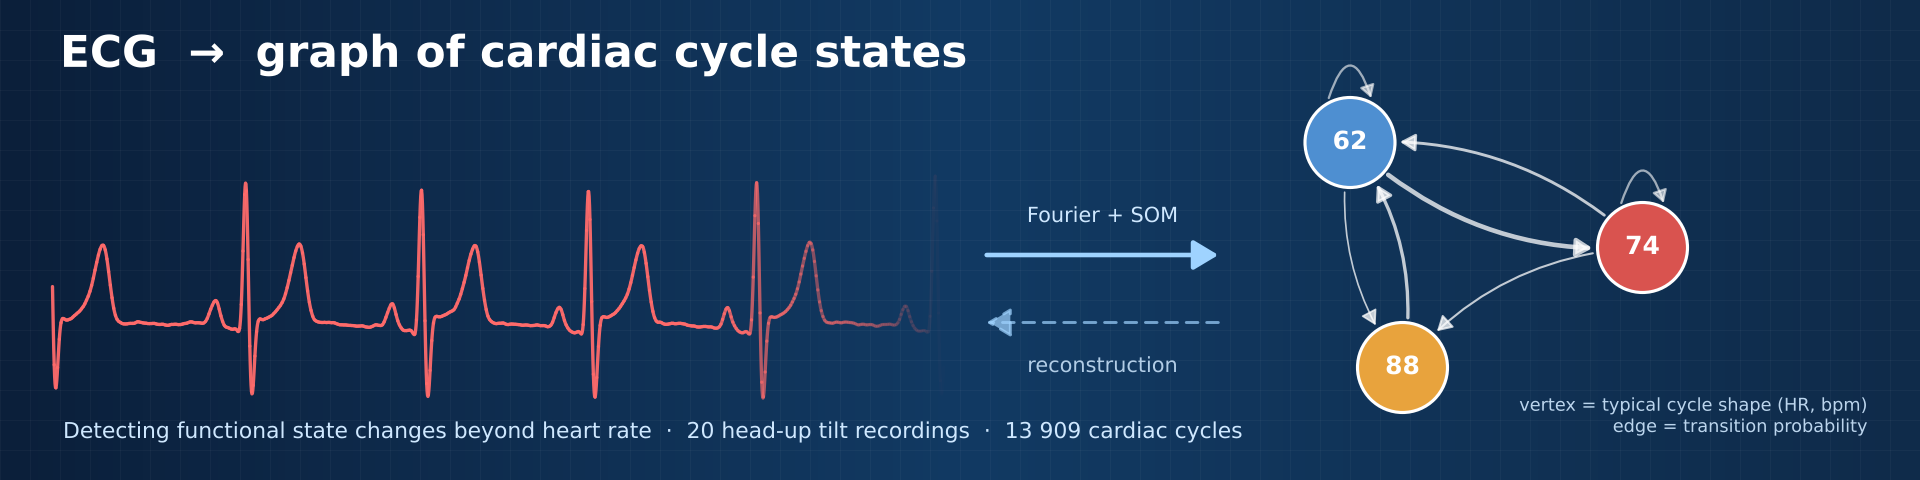 ECG → graph of cardiac cycle states
62
74
Fourier + SOM
reconstruction
88
vertex = typical cycle shape (HR, bpm)
edge = transition probability
Detecting functional state changes beyond heart rate · 20 head-up tilt recordings · 13 909 cardiac cycles